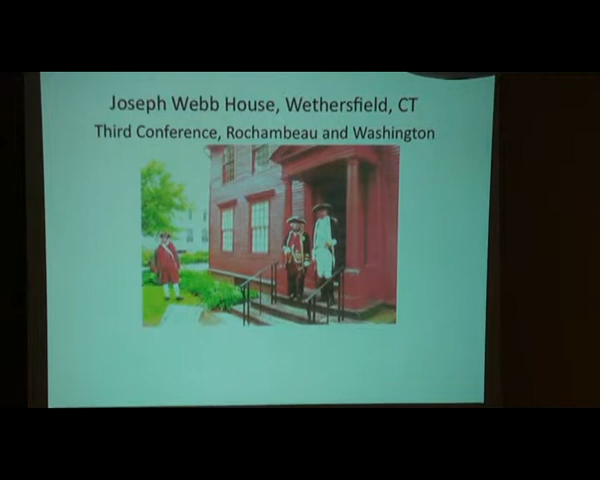 Joseph Webb House, Wethersfield, CT
Third Conference, Rochambeau and Washington